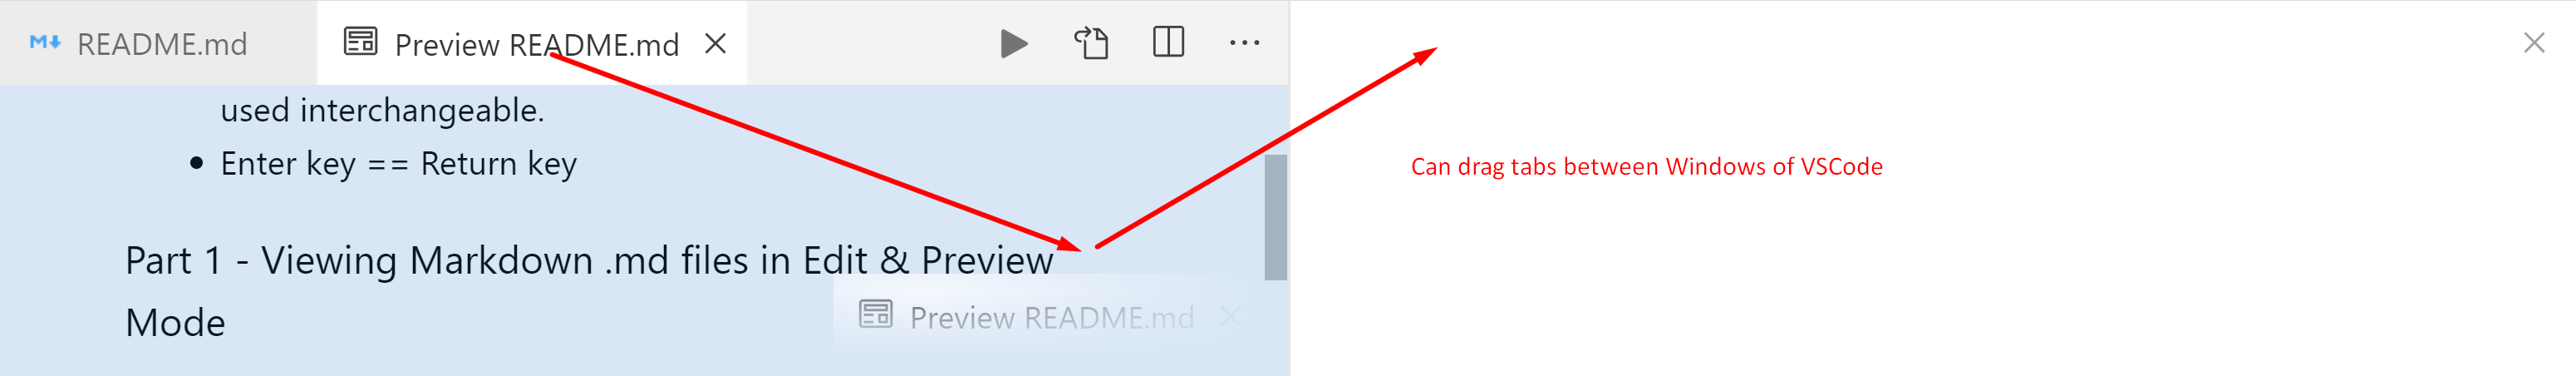 README.md
Preview README.md
used interchangeable.
Enter key == Return key
Can drag tabs between Windows of VSCode
Part 1 - Viewing Markdown .md files in Edit & Preview
Mode
Preview README.md